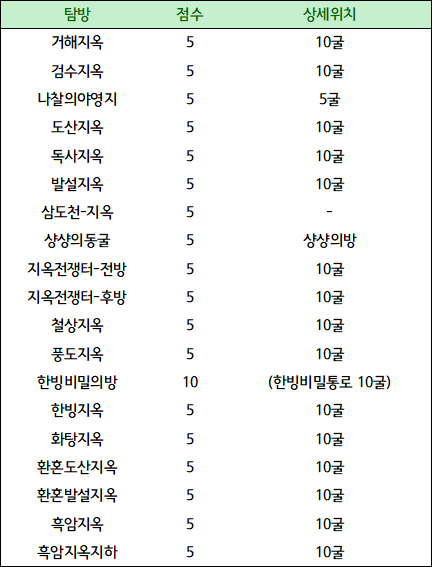 탐방 점수 상세위치
거해지옥 5 10굴
검수지옥 5 10굴
나찰의야영지 5 5굴
도산지옥 5 10굴
독사지옥 5 10굴
발설지옥 5 10굴
삼도천-지옥 5 -
샹샹의동굴 5 샹샹의방
지옥전쟁터-전방 5 10굴
지옥전쟁터-후방 5 10굴
철상지옥 5 10굴
풍도지옥 5 10굴
한빙비밀의방 10 (한빙비밀통로 10굴)
한빙지옥 5 10굴
화탕지옥 5 10굴
환혼도산지옥 5 10굴
환혼발설지옥 5 10굴
흑암지옥 5 10굴
흑암지옥지하 5 10굴